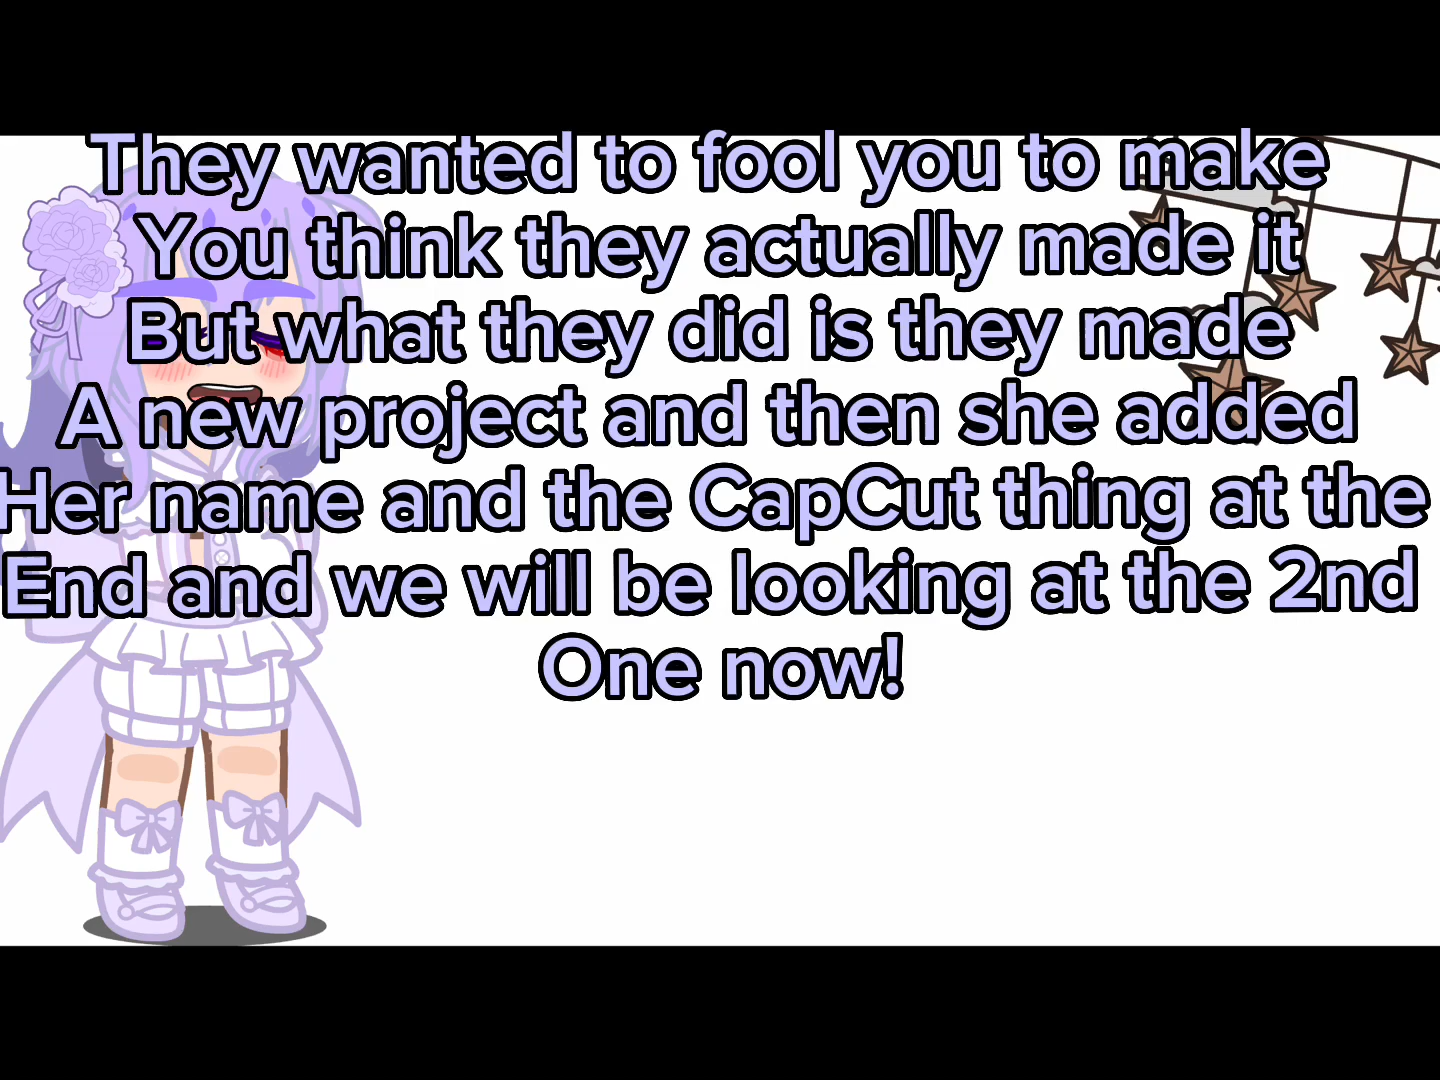 They wanted to fool you to make
You think they actually made it
But what they did is they made
A new project and then she added
Her name and the CapCut thing at the
End and we will be looking at the 2nd
One now!